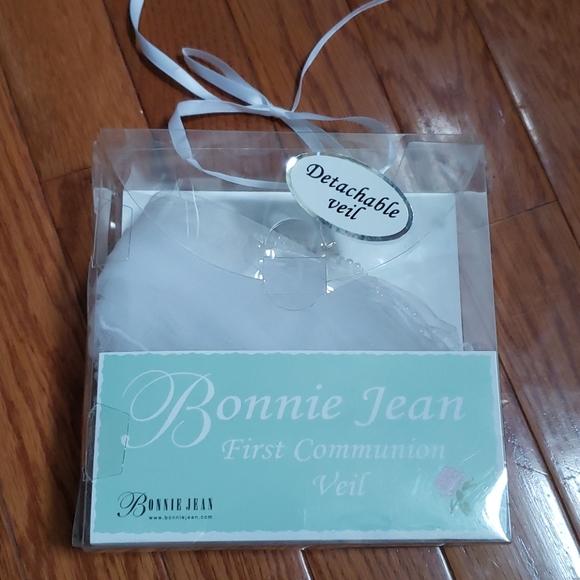 Detachable
veil
Bonnie Jean
First Communion
Veil
BONNIE JEAN
www.bonniejean.com